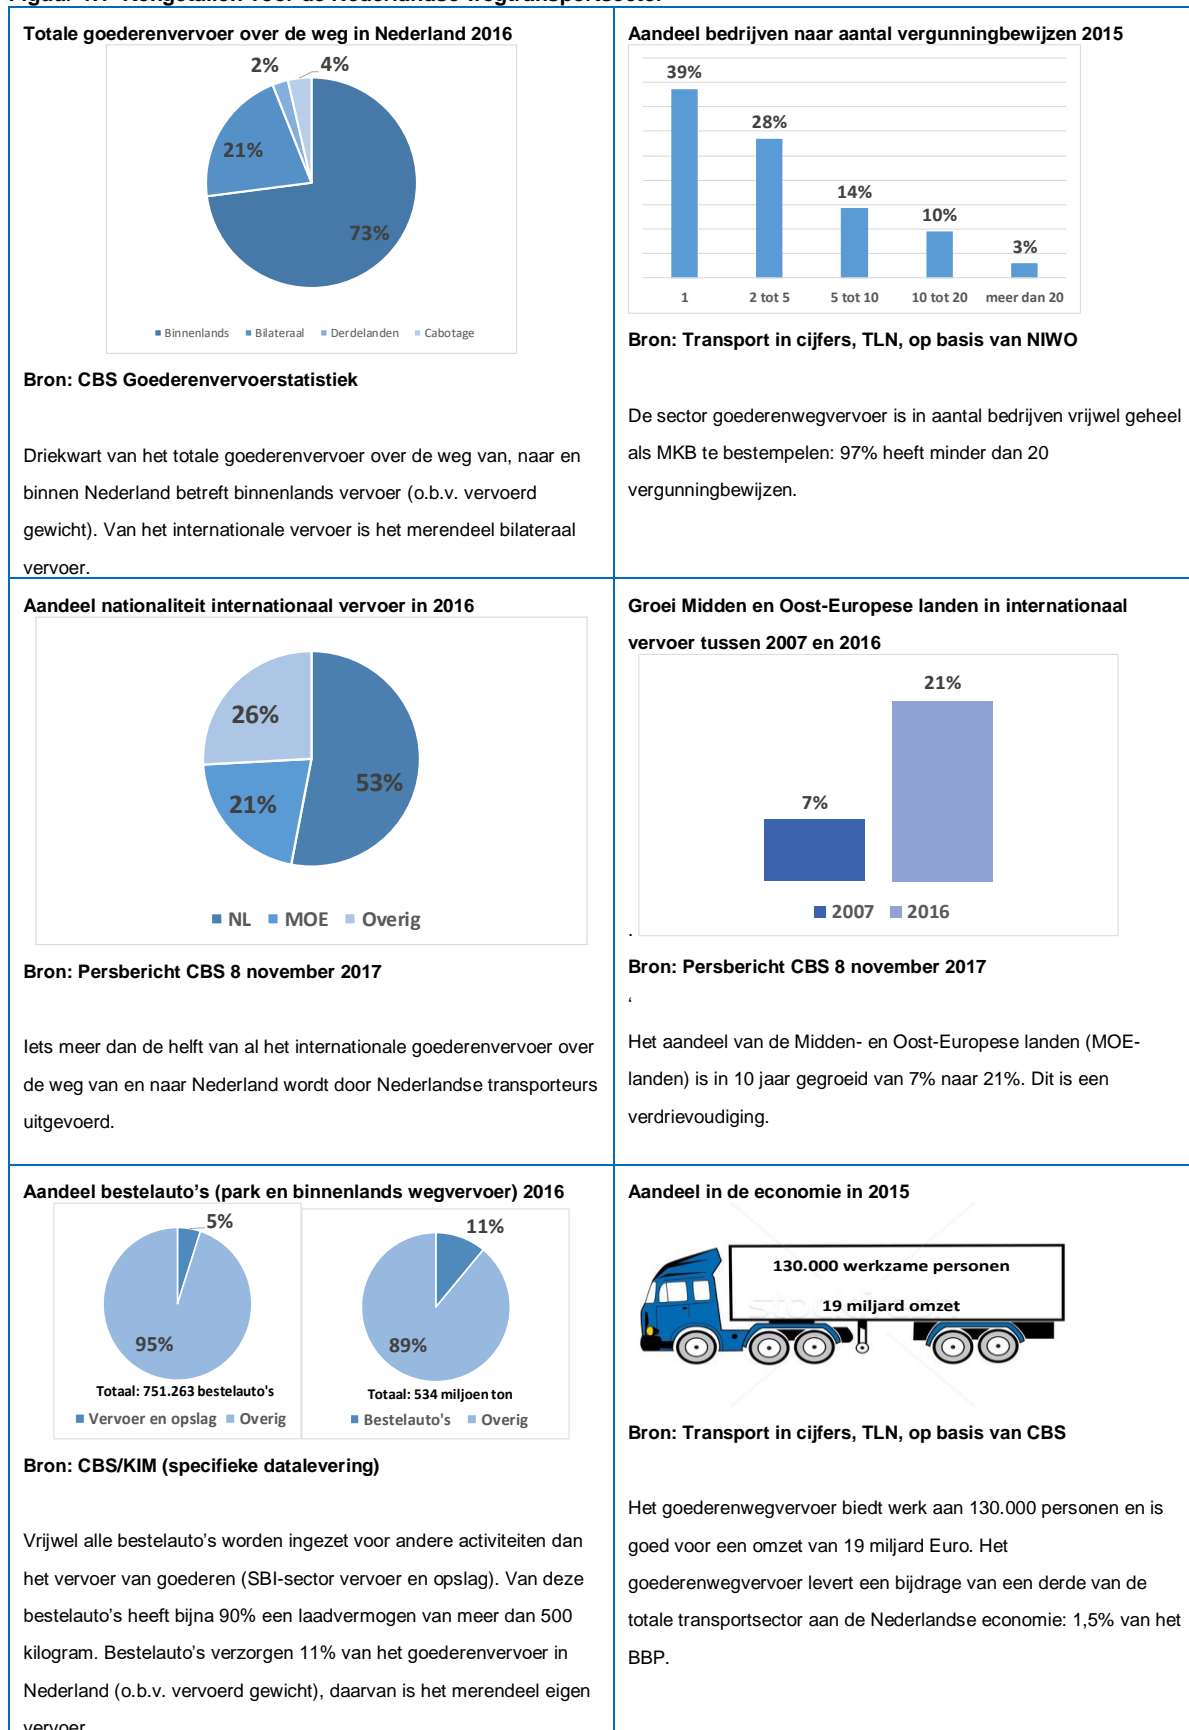 Totale goederenvervoer over de weg in Nederland 2016
2%
4%
21%
73%
Binnenlands Bilateraal Derdelanden Cabotage
Bron: CBS Goederenvervoerstatistiek
Driekwart van het totale goederenvervoer over de weg van, naar en
binnen Nederland betreft binnenlands vervoer (o.b.v. vervoerd
gewicht). Van het internationale vervoer is het merendeel bilateraal
vervoer.
Aandeel bedrijven naar aantal vergunningbewijzen 2015
39%
28%
14%
10%
3%
1 2 tot 5 5 tot 10 10 tot 20 meer dan 20
Bron: Transport in cijfers, TLN, op basis van NIWO
De sector goederenwegvervoer is in aantal bedrijven vrijwel geheel
als MKB te bestempelen: 97% heeft minder dan 20
vergunningbewijzen.
Aandeel nationaliteit internationaal vervoer in 2016
26%
53%
21%
NL MOE Overig
Bron: Persbericht CBS 8 november 2017
Iets meer dan de helft van al het internationale goederenvervoer over
de weg van en naar Nederland wordt door Nederlandse transporteurs
uitgevoerd.
Groei Midden en Oost-Europese landen in internationaal
vervoer tussen 2007 en 2016
21%
7%
2007 2016
.
Bron: Persbericht CBS 8 november 2017
‘
Het aandeel van de Midden- en Oost-Europese landen (MOE-
landen) is in 10 jaar gegroeid van 7% naar 21%. Dit is een
verdrievoudiging.
Aandeel bestelauto’s (park en binnenlands wegvervoer) 2016
5%
95%
Totaal: 751.263 bestelauto's
Vervoer en opslag Overig
11%
89%
Totaal: 534 miljoen ton
Bestelauto's Overig
Bron: CBS/KIM (specifieke datalevering)
Vrijwel alle bestelauto’s worden ingezet voor andere activiteiten dan
het vervoer van goederen (SBI-sector vervoer en opslag). Van deze
bestelauto’s heeft bijna 90% een laadvermogen van meer dan 500
kilogram. Bestelauto’s verzorgen 11% van het goederenvervoer in
Nederland (o.b.v. vervoerd gewicht), daarvan is het merendeel eigen
vervoer.
Aandeel in de economie in 2015
130.000 werkzame personen
19 miljard omzet
Bron: Transport in cijfers, TLN, op basis van CBS
Het goederenwegvervoer biedt werk aan 130.000 personen en is
goed voor een omzet van 19 miljard Euro. Het
goederenwegvervoer levert een bijdrage van een derde van de
totale transportsector aan de Nederlandse economie: 1,5% van het
BBP.